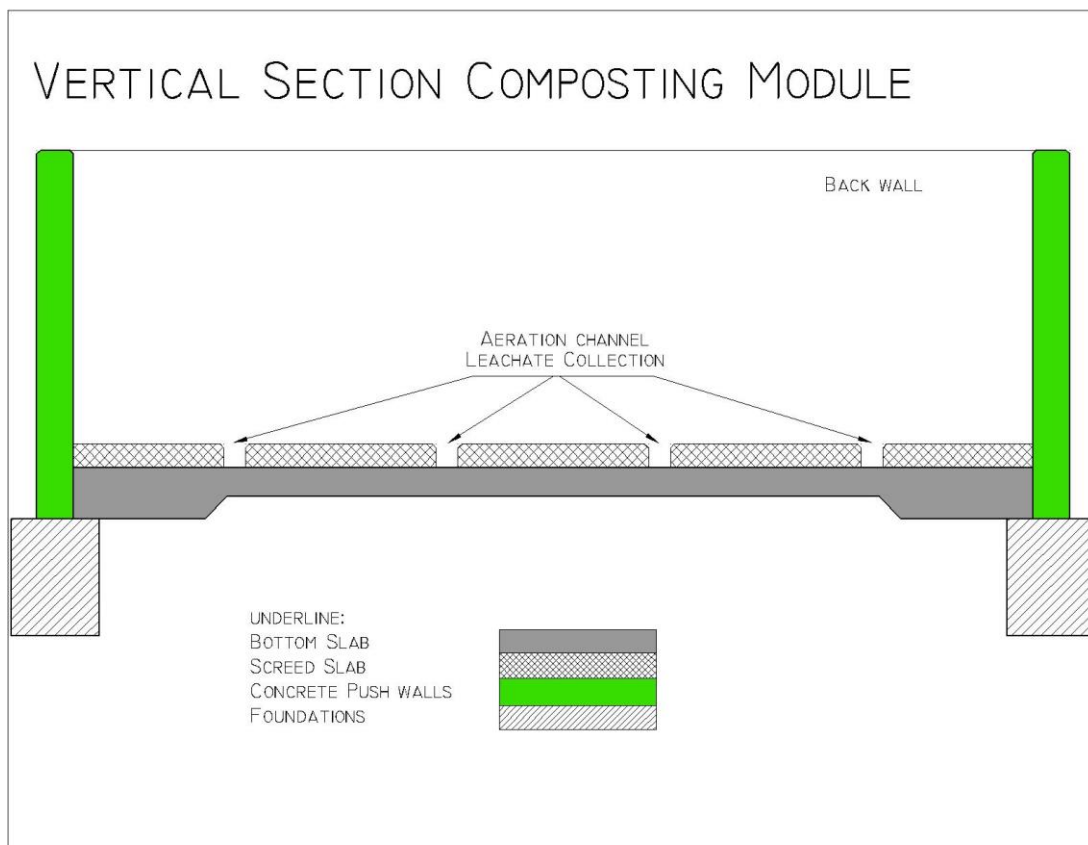 Vertical Section Composting Module
Back wall
Aeration channel
Leachate Collection
underline:
Bottom Slab
Screed Slab
Concrete Push walls
Foundations